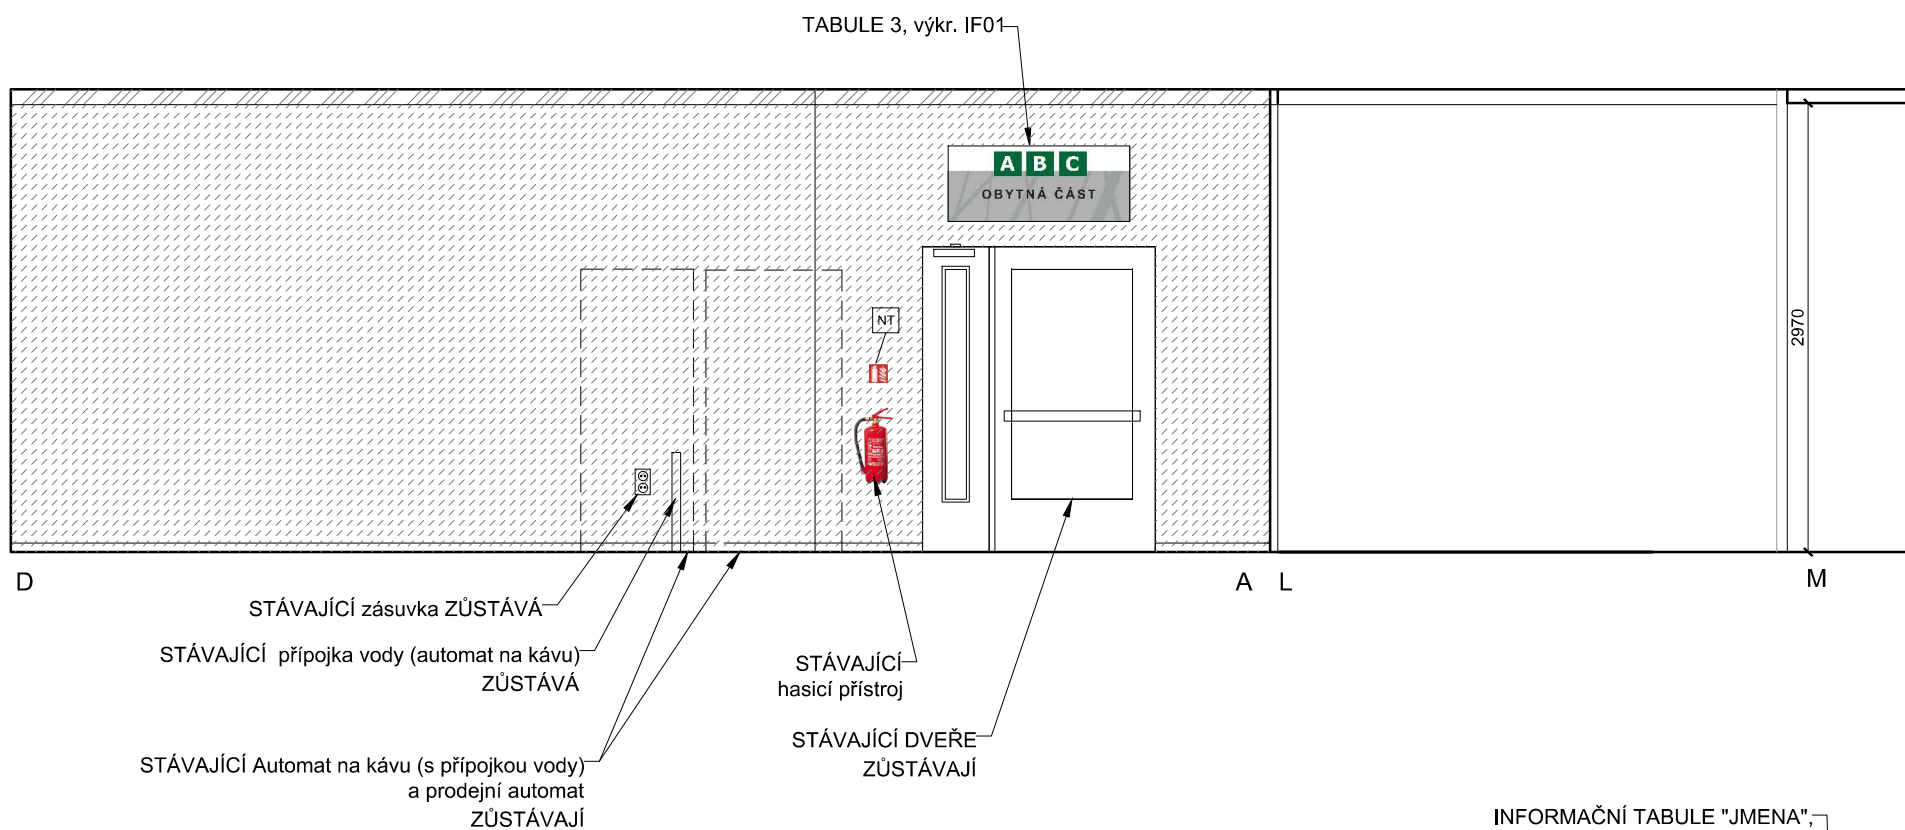 TABULE 3, výkr. IF01
A B C
OBYTNÁ ČÁST
NT
2970
D
A
L
M
STÁVAJÍCÍ zásuvka ZŮSTÁVÁ
STÁVAJÍCÍ přípojka vody (automat na kávu)
ZŮSTÁVÁ
STÁVAJÍCÍ
hasicí přístroj
STÁVAJÍCÍ DVEŘE
ZŮSTÁVAJÍ
STÁVAJÍCÍ Automat na kávu (s přípojkou vody)
a prodejní automat
ZŮSTÁVAJÍ
INFORMAČNÍ TABULE "JMENA",